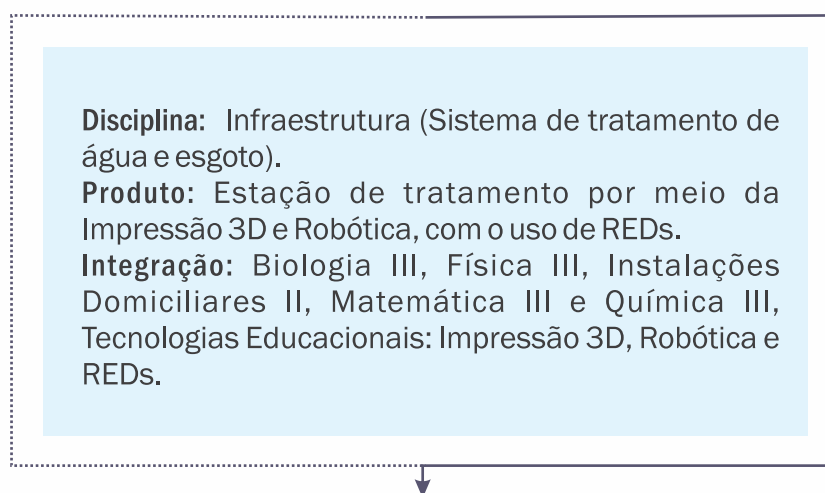 Disciplina: Infraestrutura (Sistema de tratamento de
água e esgoto).
Produto: Estação de tratamento por meio da
Impressão 3D e Robótica, com o uso de REDs.
Integração: Biologia III, Física III, Instalações
Domiciliares II, Matemática III e Química III,
Tecnologias Educacionais: Impressão 3D, Robótica e
REDs.